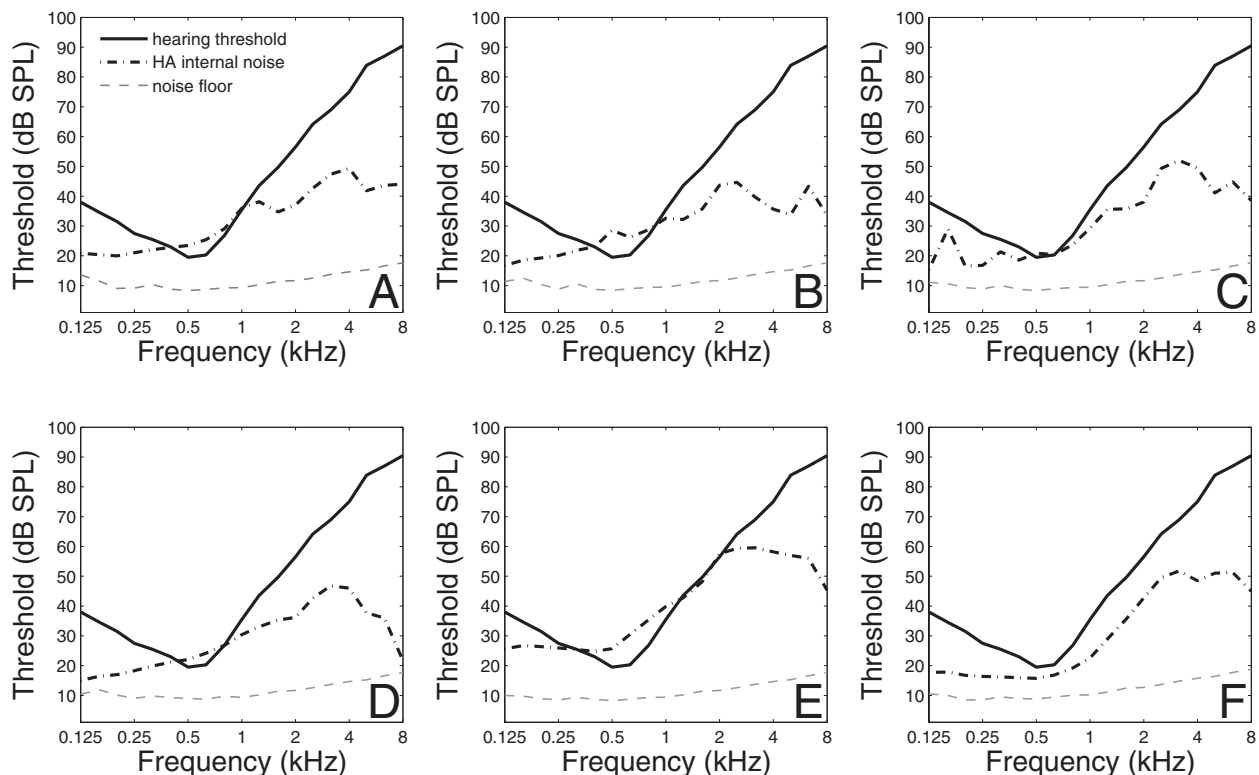 Threshold (dB SPL)
100
90
80
70
60
50
40
30
20
10
hearing threshold
HA internal noise
noise floor
A
0.125 0.25 0.5 1 2 4 8
Frequency (kHz)
Threshold (dB SPL)
100
90
80
70
60
50
40
30
20
10
B
0.125 0.25 0.5 1 2 4 8
Frequency (kHz)
Threshold (dB SPL)
100
90
80
70
60
50
40
30
20
10
C
0.125 0.25 0.5 1 2 4 8
Frequency (kHz)
Threshold (dB SPL)
100
90
80
70
60
50
40
30
20
10
D
0.125 0.25 0.5 1 2 4 8
Frequency (kHz)
Threshold (dB SPL)
100
90
80
70
60
50
40
30
20
10
E
0.125 0.25 0.5 1 2 4 8
Frequency (kHz)
Threshold (dB SPL)
100
90
80
70
60
50
40
30
20
10
F
0.125 0.25 0.5 1 2 4 8
Frequency (kHz)